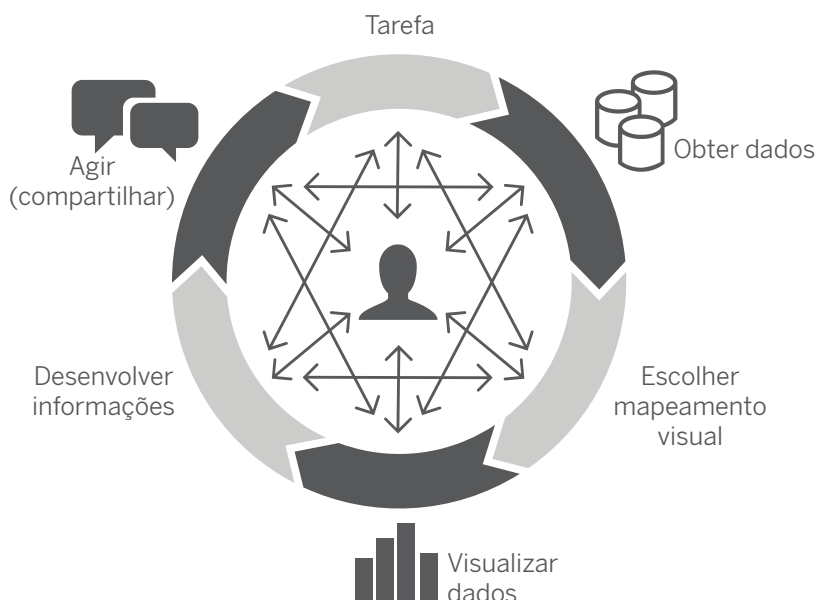 Tarefa
Obter dados
Escolher
mapeamento
visual
Visualizar
dados
Desenvolver
informações
Agir
(compartilhar)